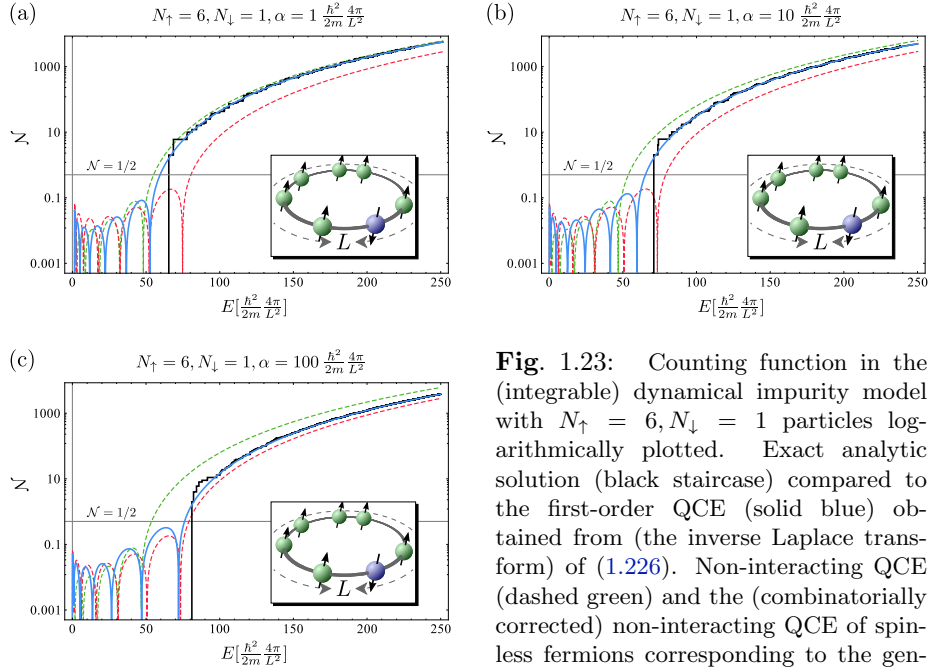 (a)
N↑ = 6, N↓ = 1, α = 1 ħ²/2m 4π/L²
1000
10
0.1
0.001
𝒩
𝒩 = 1/2
L
0 50 100 150 200 250
E[ħ²/2m 4π/L²]
(b)
N↑ = 6, N↓ = 1, α = 10 ħ²/2m 4π/L²
1000
10
0.1
0.001
𝒩
𝒩 = 1/2
L
0 50 100 150 200 250
E[ħ²/2m 4π/L²]
(c)
N↑ = 6, N↓ = 1, α = 100 ħ²/2m 4π/L²
1000
10
0.1
0.001
𝒩
𝒩 = 1/2
L
0 50 100 150 200 250
E[ħ²/2m 4π/L²]
Fig. 1.23: Counting function in the
(integrable) dynamical impurity model
with N↑ = 6, N↓ = 1 particles log-
arithmically plotted. Exact analytic
solution (black staircase) compared to
the first-order QCE (solid blue) ob-
tained from (the inverse Laplace trans-
form) of (1.226). Non-interacting QCE
(dashed green) and the (combinatorially
corrected) non-interacting QCE of spin-
less fermions corresponding to the gen-